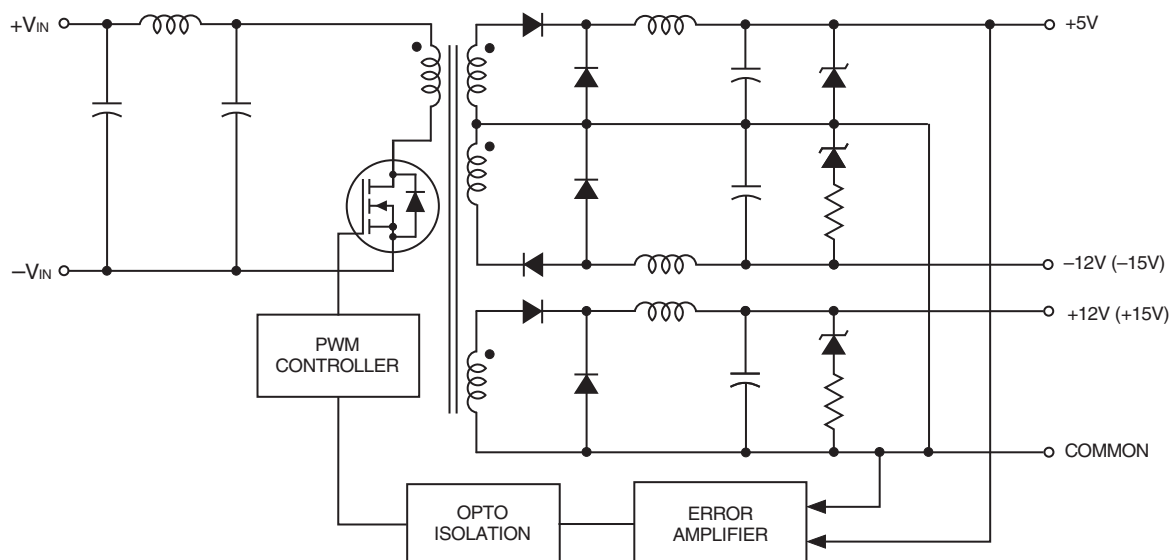 +VIN
+5V
–12V (–15V)
–VIN
+12V (+15V)
PWM
CONTROLLER
COMMON
OPTO
ISOLATION
ERROR
AMPLIFIER